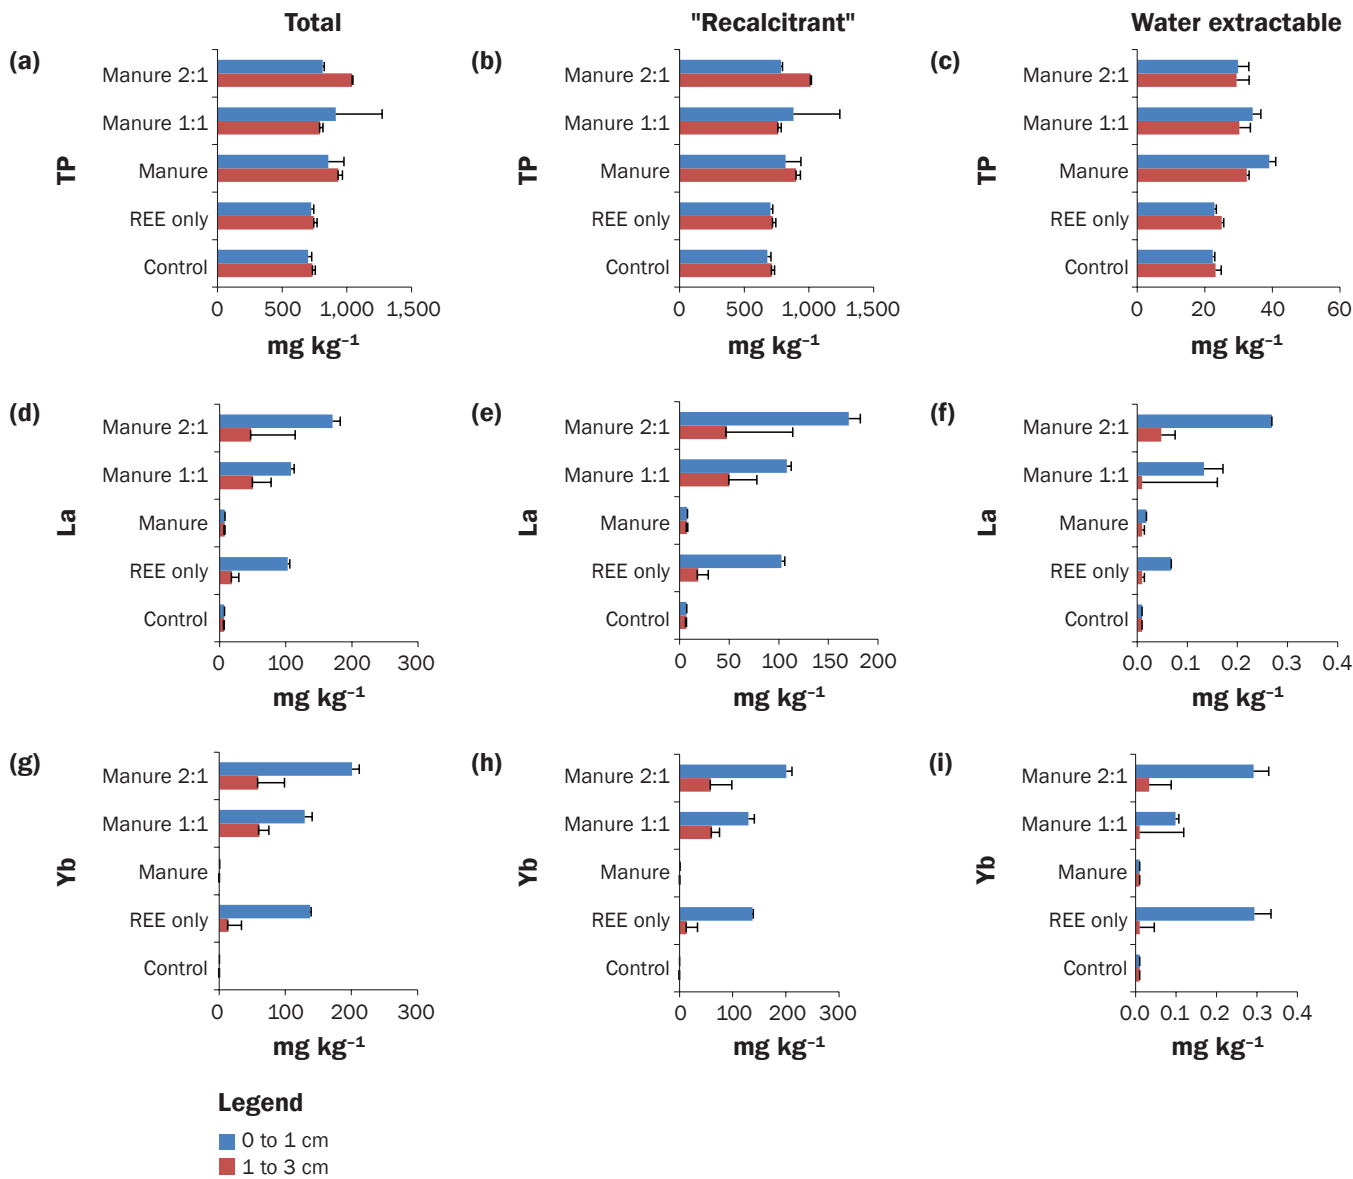 Total
"Recalcitrant"
Water extractable
(a)
TP
Manure 2:1
Manure 1:1
Manure
REE only
Control
0 500 1,000 1,500
mg kg⁻¹
(b)
TP
Manure 2:1
Manure 1:1
Manure
REE only
Control
0 500 1,000 1,500
mg kg⁻¹
(c)
TP
Manure 2:1
Manure 1:1
Manure
REE only
Control
0 20 40 60
mg kg⁻¹
(d)
La
Manure 2:1
Manure 1:1
Manure
REE only
Control
0 100 200 300
mg kg⁻¹
(e)
La
Manure 2:1
Manure 1:1
Manure
REE only
Control
0 50 100 150 200
mg kg⁻¹
(f)
La
Manure 2:1
Manure 1:1
Manure
REE only
Control
0.0 0.1 0.2 0.3 0.4
mg kg⁻¹
(g)
Yb
Manure 2:1
Manure 1:1
Manure
REE only
Control
0 100 200 300
mg kg⁻¹
(h)
Yb
Manure 2:1
Manure 1:1
Manure
REE only
Control
0 100 200 300
mg kg⁻¹
(i)
Yb
Manure 2:1
Manure 1:1
Manure
REE only
Control
0.0 0.1 0.2 0.3 0.4
mg kg⁻¹
Legend
0 to 1 cm
1 to 3 cm